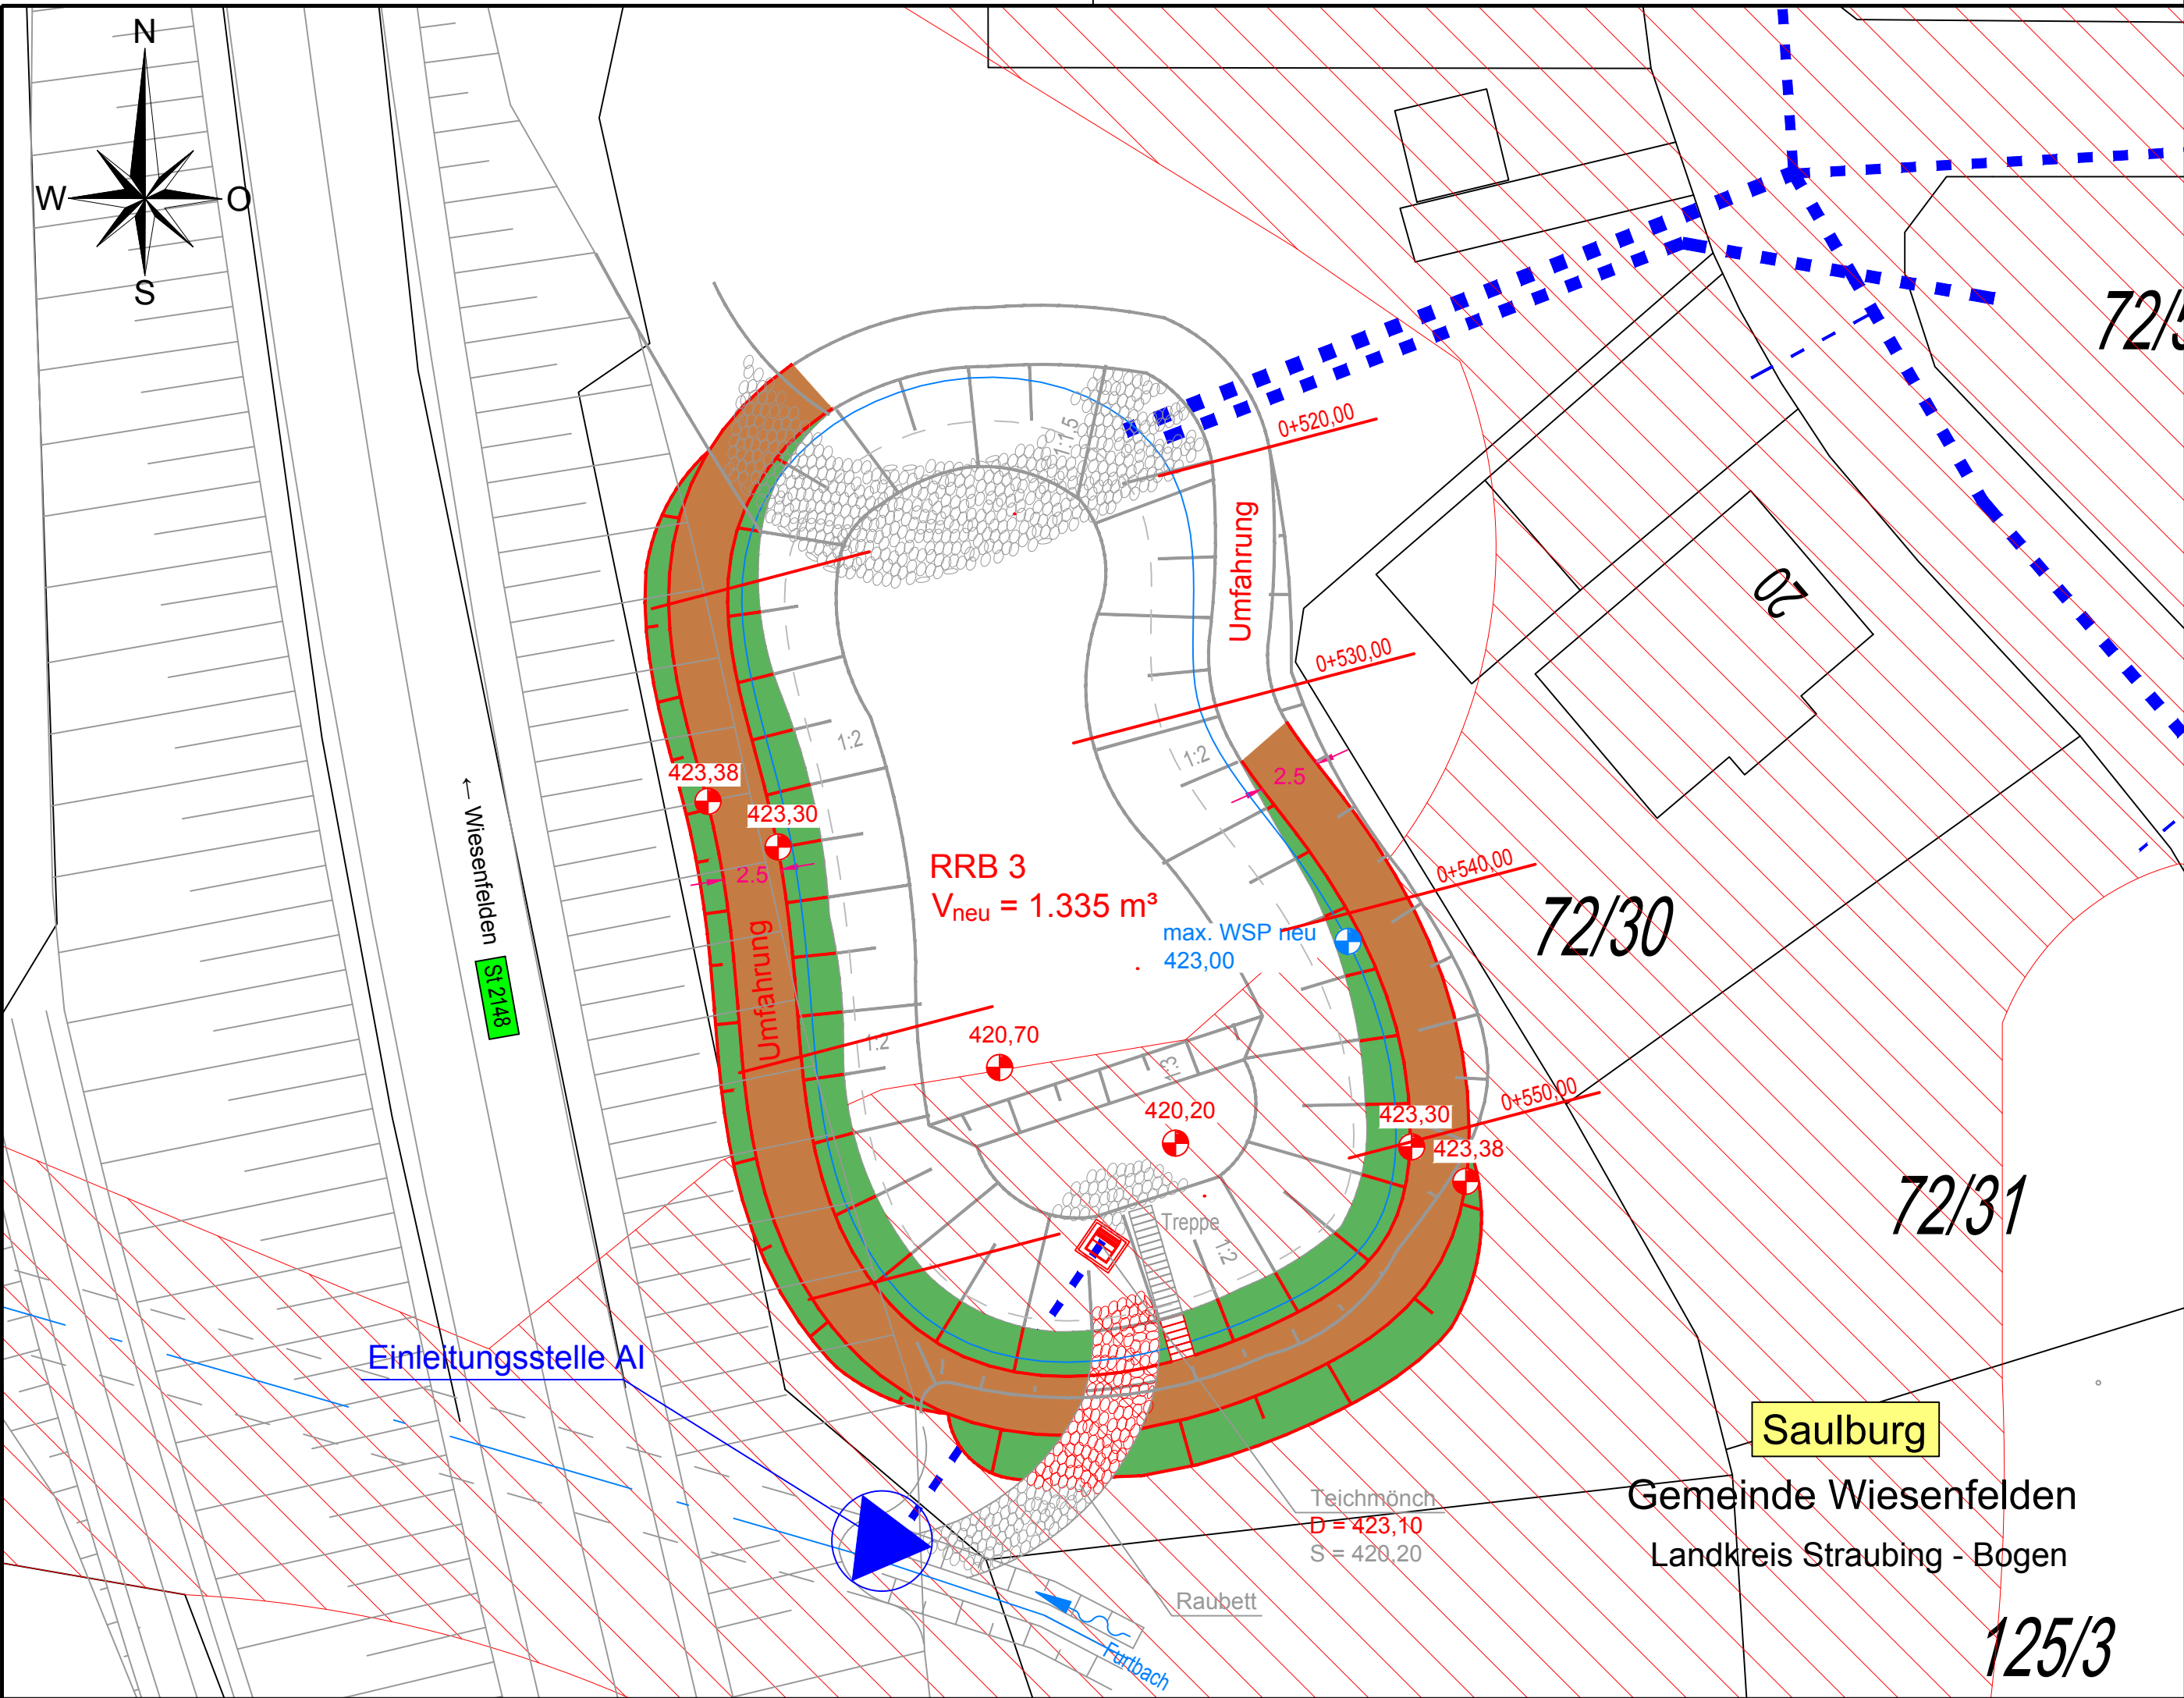 N
W
O
S
72/5
0+520,00
1:1,5
Umfahrung
20
0+530,00
1:2
1:2
423,38
2.5
423,30
← Wiesenfelden
2.5
RRB 3
Vneu = 1.335 m³
0+540,00
72/30
max. WSP neu
423,00
St 2148
Umfahrung
1:2
420,70
1:3
420,20
423,30
0+550,00
423,38
72/31
Treppe
1:2
Einleitungsstelle AI
Saulburg
Teichmönch
D = 423,10
S = 420,20
Gemeinde Wiesenfelden
Landkreis Straubing - Bogen
Raubett
Furtbach
125/3